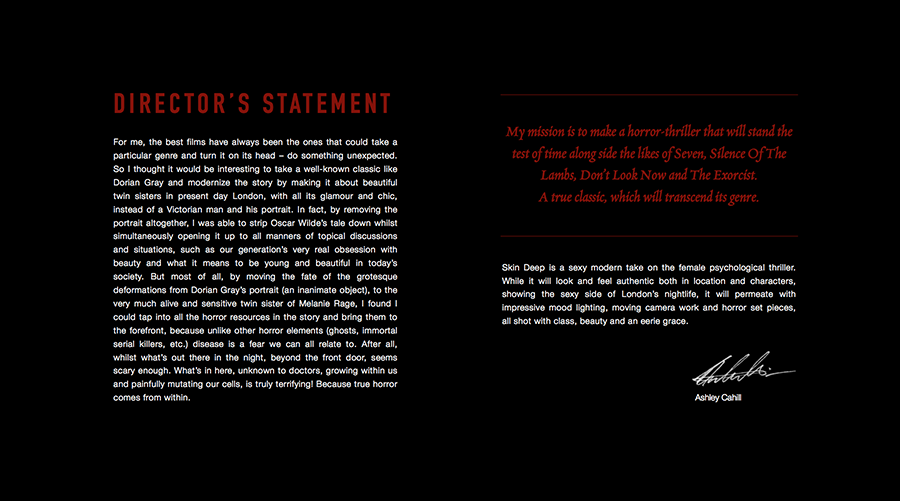 DIRECTOR'S STATEMENT
For me, the best films have always been the ones that could take a
particular genre and turn it on its head – do something unexpected.
So I thought it would be interesting to take a well-known classic like
Dorian Gray and modernize the story by making it about beautiful
twin sisters in present day London, with all its glamour and chic,
instead of a Victorian man and his portrait. In fact, by removing the
portrait altogether, I was able to strip Oscar Wilde's tale down whilst
simultaneously opening it up to all manners of topical discussions
and situations, such as our generation's very real obsession with
beauty and what it means to be young and beautiful in today's
society. But most of all, by moving the fate of the grotesque
deformations from Dorian Gray's portrait (an inanimate object), to the
very much alive and sensitive twin sister of Melanie Rage, I found I
could tap into all the horror resources in the story and bring them to
the forefront, because unlike other horror elements (ghosts, immortal
serial killers, etc.) disease is a fear we can all relate to. After all,
whilst what's out there in the night, beyond the front door, seems
scary enough. What's in here, unknown to doctors, growing within us
and painfully mutating our cells, is truly terrifying! Because true horror
comes from within.
My mission is to make a horror-thriller that will stand the
test of time along side the likes of Seven, Silence Of The
Lambs, Don't Look Now and The Exorcist.
A true classic, which will transcend its genre.
Skin Deep is a sexy modern take on the female psychological thriller.
While it will look and feel authentic both in location and characters,
showing the sexy side of London's nightlife, it will permeate with
impressive mood lighting, moving camera work and horror set pieces,
all shot with class, beauty and an eerie grace.
Ashley Cahill